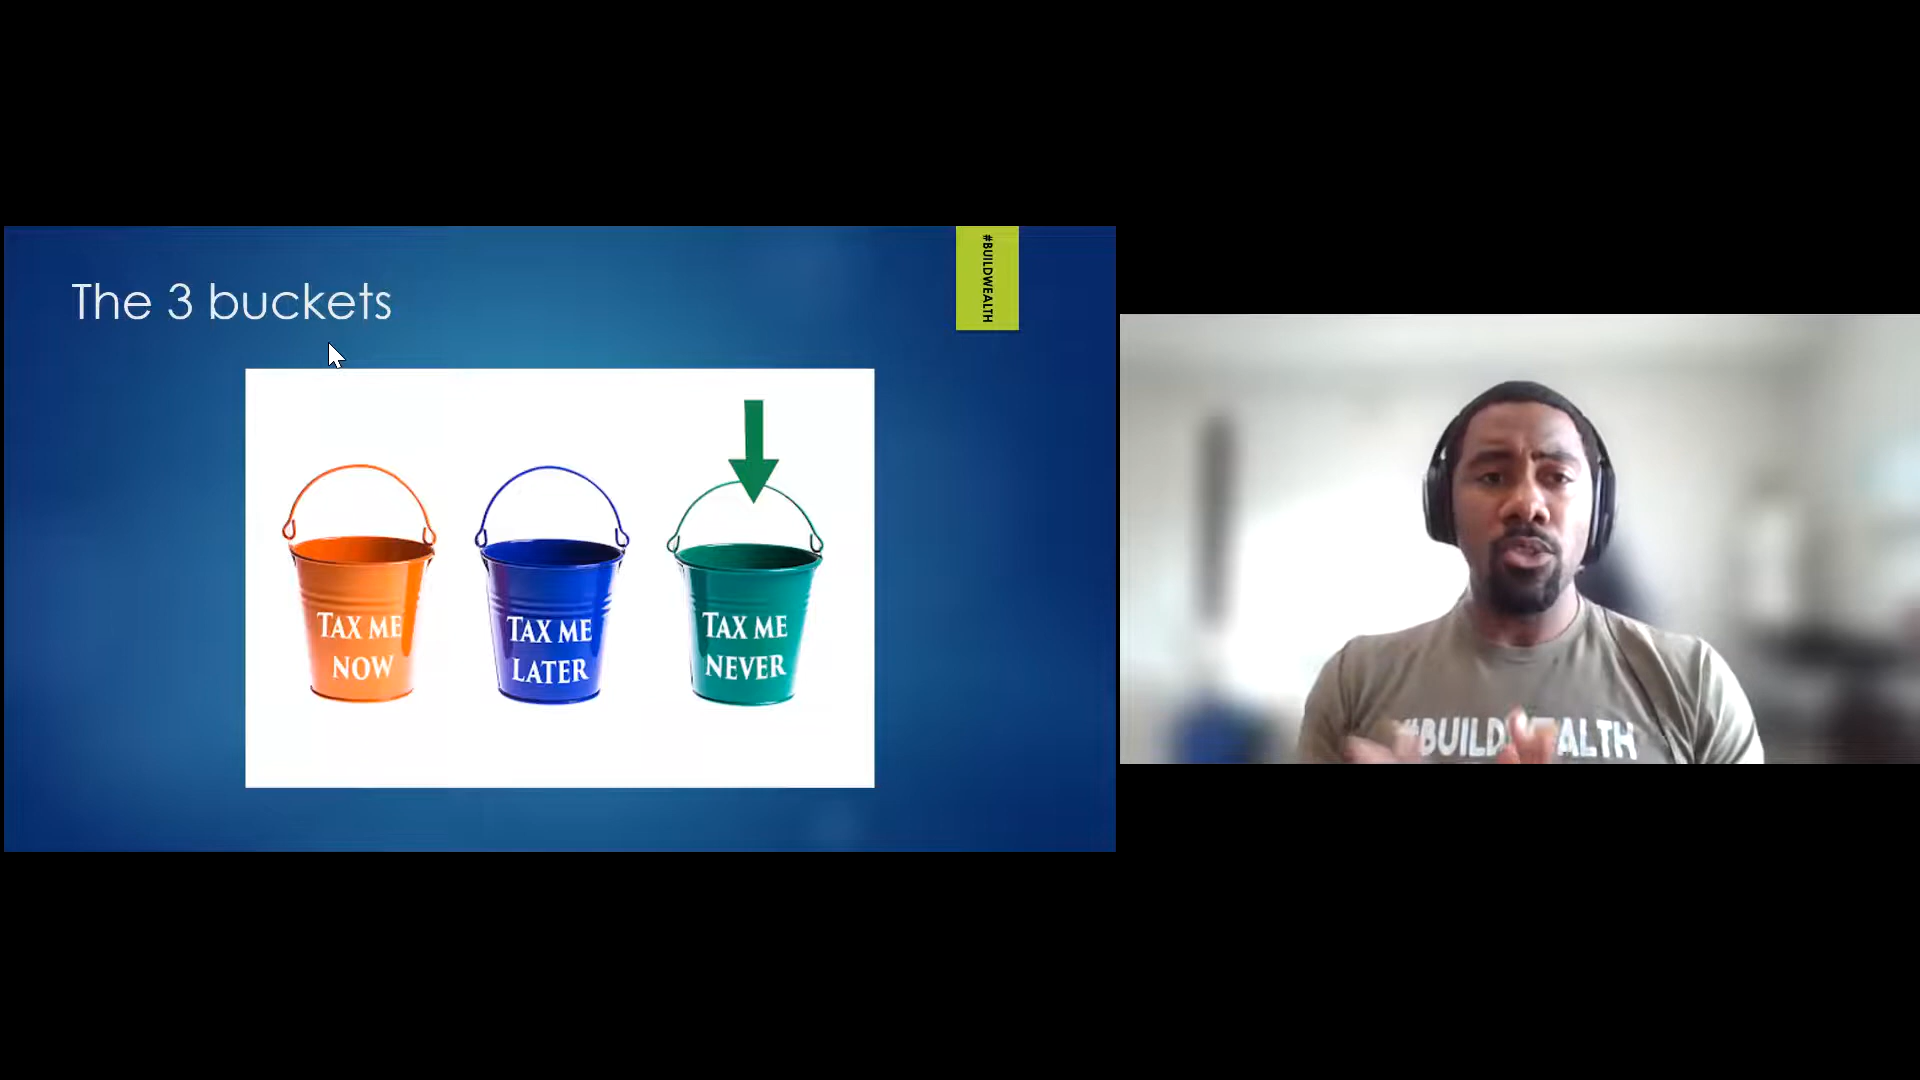 The 3 buckets
#BUILDWEALTH
TAX ME
NOW
TAX ME
LATER
TAX ME
NEVER